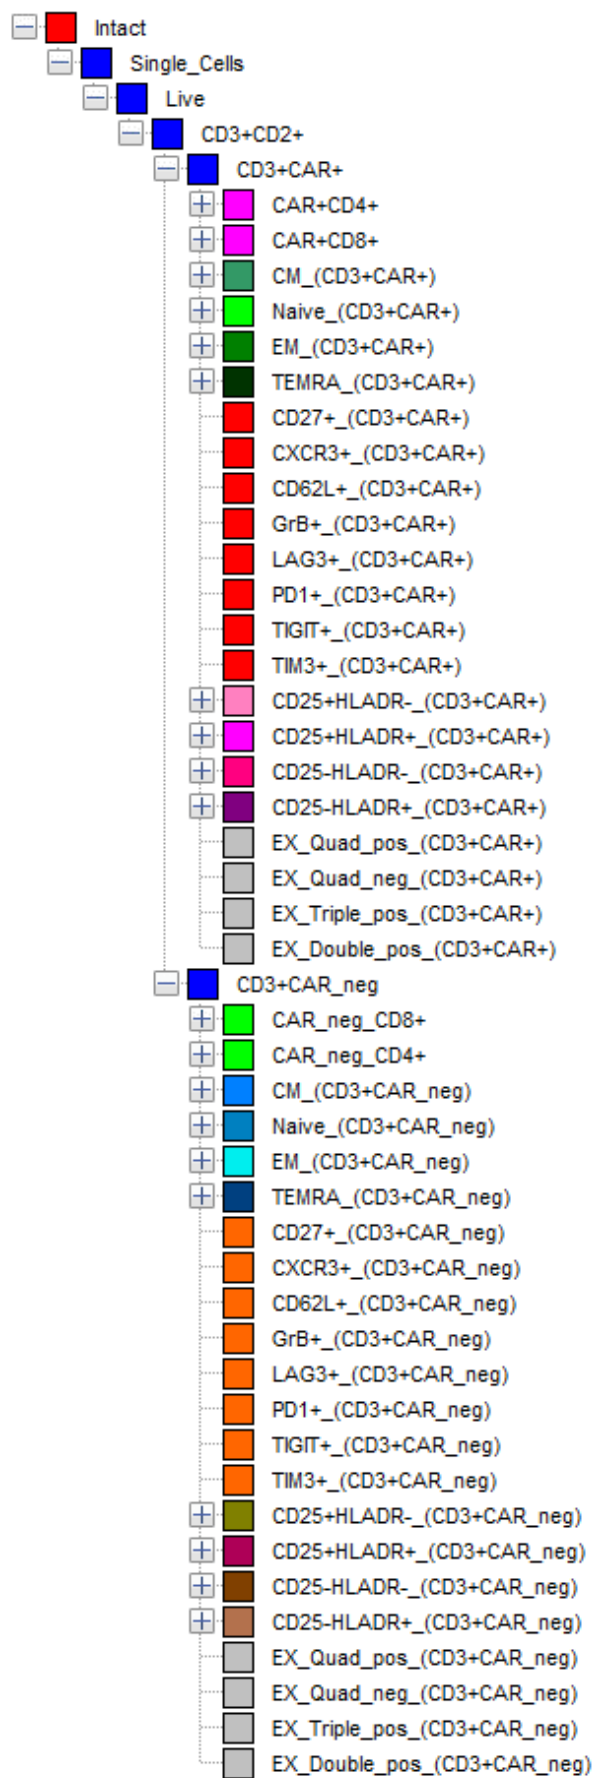 Intact
Single_Cells
Live
CD3+CD2+
CD3+CAR+
CAR+CD4+
CAR+CD8+
CM_(CD3+CAR+)
Naive_(CD3+CAR+)
EM_(CD3+CAR+)
TEMRA_(CD3+CAR+)
CD27+_(CD3+CAR+)
CXCR3+_(CD3+CAR+)
CD62L+_(CD3+CAR+)
GrB+_(CD3+CAR+)
LAG3+_(CD3+CAR+)
PD1+_(CD3+CAR+)
TIGIT+_(CD3+CAR+)
TIM3+_(CD3+CAR+)
CD25+HLADR-_(CD3+CAR+)
CD25+HLADR+_(CD3+CAR+)
CD25-HLADR-_(CD3+CAR+)
CD25-HLADR+_(CD3+CAR+)
EX_Quad_pos_(CD3+CAR+)
EX_Quad_neg_(CD3+CAR+)
EX_Triple_pos_(CD3+CAR+)
EX_Double_pos_(CD3+CAR+)
CD3+CAR_neg
CAR_neg_CD8+
CAR_neg_CD4+
CM_(CD3+CAR_neg)
Naive_(CD3+CAR_neg)
EM_(CD3+CAR_neg)
TEMRA_(CD3+CAR_neg)
CD27+_(CD3+CAR_neg)
CXCR3+_(CD3+CAR_neg)
CD62L+_(CD3+CAR_neg)
GrB+_(CD3+CAR_neg)
LAG3+_(CD3+CAR_neg)
PD1+_(CD3+CAR_neg)
TIGIT+_(CD3+CAR_neg)
TIM3+_(CD3+CAR_neg)
CD25+HLADR-_(CD3+CAR_neg)
CD25+HLADR+_(CD3+CAR_neg)
CD25-HLADR-_(CD3+CAR_neg)
CD25-HLADR+_(CD3+CAR_neg)
EX_Quad_pos_(CD3+CAR_neg)
EX_Quad_neg_(CD3+CAR_neg)
EX_Triple_pos_(CD3+CAR_neg)
EX_Double_pos_(CD3+CAR_neg)